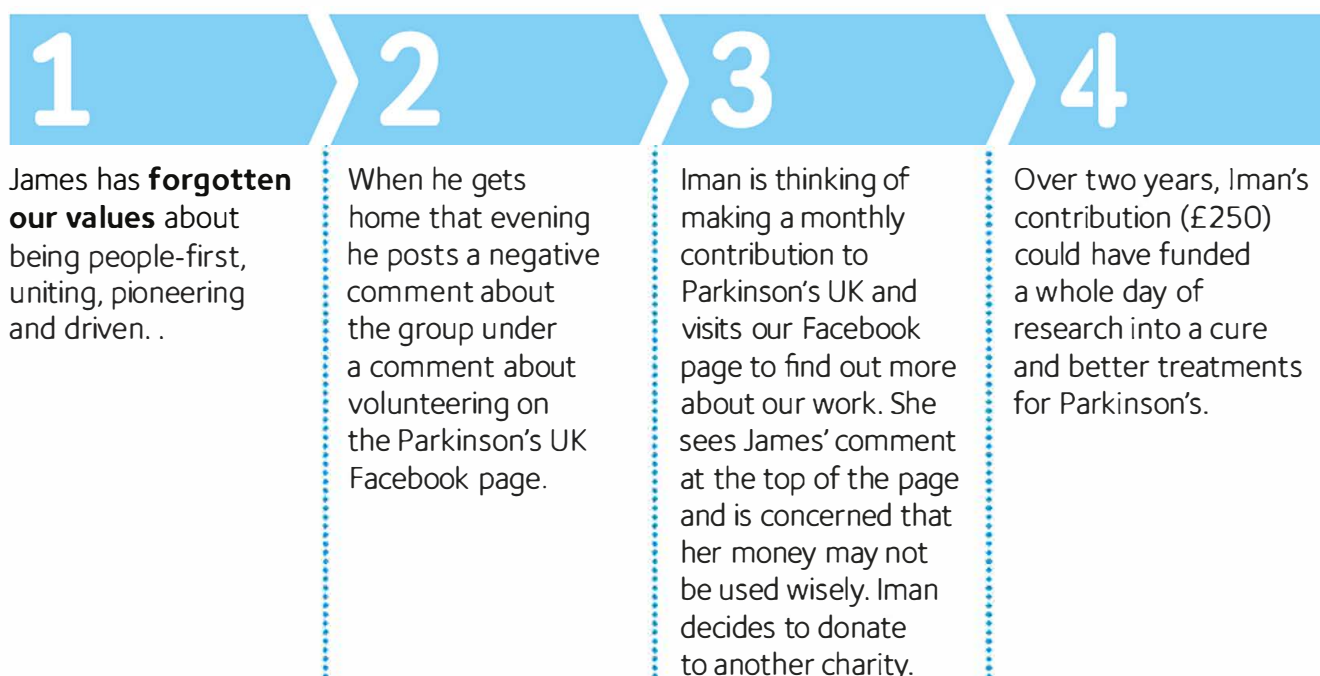 1
James has forgotten
our values about
being people-first,
uniting, pioneering
and driven. .
2
When he gets
home that evening
he posts a negative
comment about
the group under
a comment about
volunteering on
the Parkinson's UK
Facebook page.
3
Iman is thinking of
making a monthly
contribution to
Parkinson's UK and
visits our Facebook
page to find out more
about our work. She
sees James' comment
at the top of the page
and is concerned that
her money may not
be used wisely. Iman
decides to donate
to another charity.
4
Over two years, Iman's
contribution (£250)
could have funded
a whole day of
research into a cure
and better treatments
for Parkinson's.